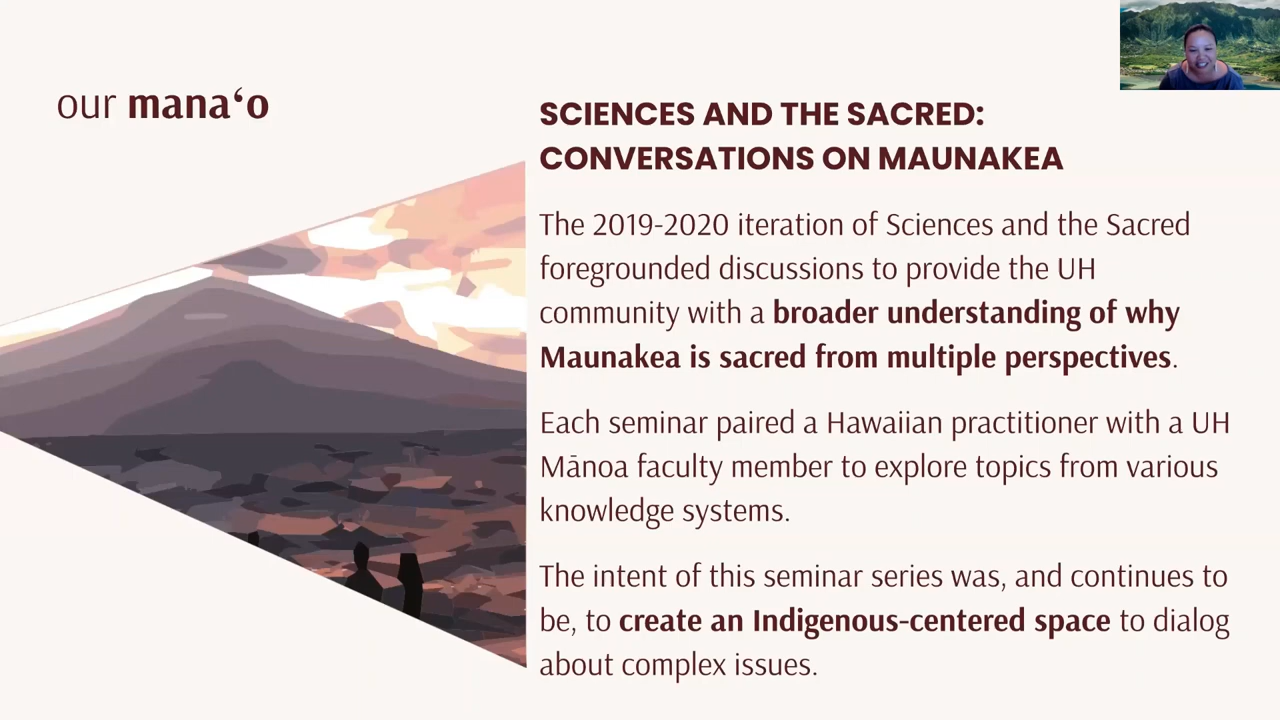 our manaʻo
SCIENCES AND THE SACRED:
CONVERSATIONS ON MAUNAKEA
The 2019-2020 iteration of Sciences and the Sacred
foregrounded discussions to provide the UH
community with a broader understanding of why
Maunakea is sacred from multiple perspectives.
Each seminar paired a Hawaiian practitioner with a UH
Mānoa faculty member to explore topics from various
knowledge systems.
The intent of this seminar series was, and continues to
be, to create an Indigenous-centered space to dialog
about complex issues.